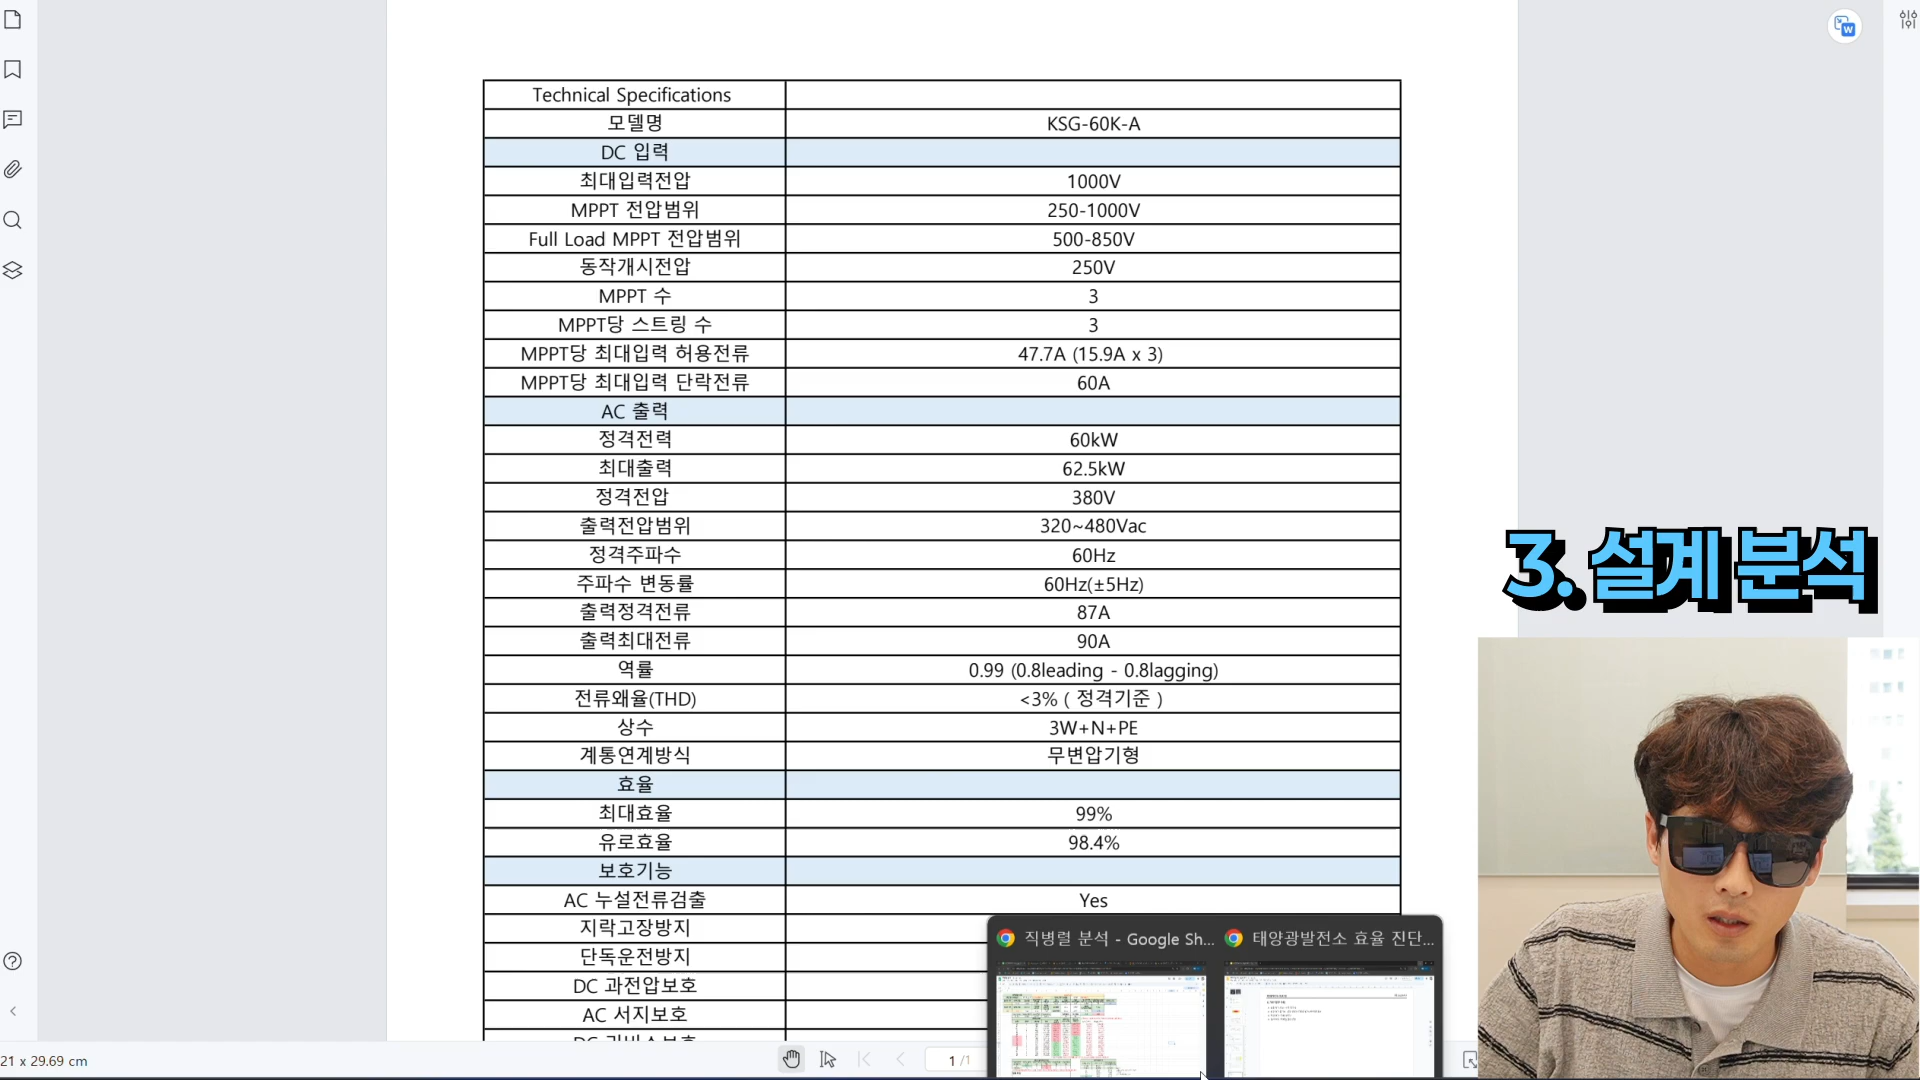 Technical Specifications
모델명 KSG-60K-A
DC 입력
최대입력전압 1000V
MPPT 전압범위 250-1000V
Full Load MPPT 전압범위 500-850V
동작개시전압 250V
MPPT 수 3
MPPT당 스트링 수 3
MPPT당 최대입력 허용전류 47.7A (15.9A x 3)
MPPT당 최대입력 단락전류 60A
AC 출력
정격전력 60kW
최대출력 62.5kW
정격전압 380V
출력전압범위 320~480Vac
정격주파수 60Hz
주파수 변동률 60Hz(±5Hz)
출력정격전류 87A
출력최대전류 90A
역률 0.99 (0.8leading - 0.8lagging)
전류왜율(THD) <3% ( 정격기준 )
상수 3W+N+PE
계통연계방식 무변압기형
효율
최대효율 99%
유로효율 98.4%
보호기능
AC 누설전류검출 Yes
지락고장방지
단독운전방지
DC 과전압보호
AC 서지보호
3. 설계 분석
직병렬 분석 - Google Sh...
태양광발전소 효율 진단...
21 x 29.69 cm
1 /1